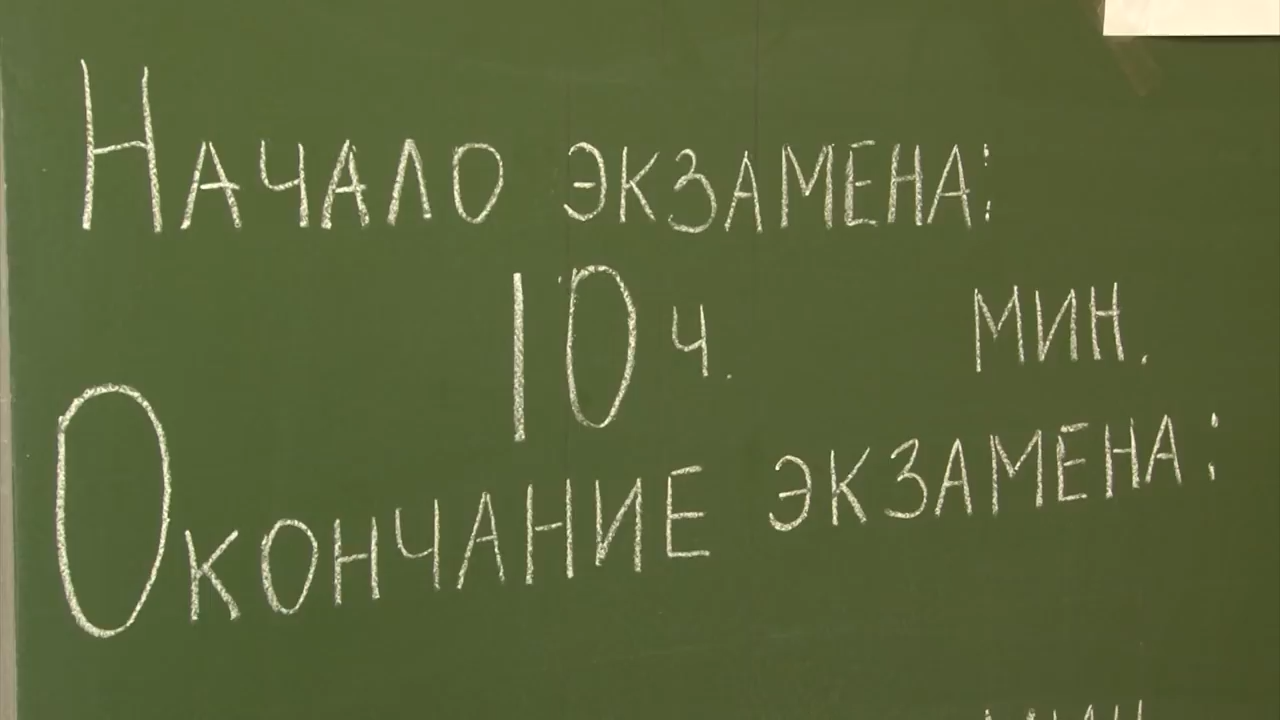 Начало экзамена:
10 ч. мин.
Окончание экзамена: